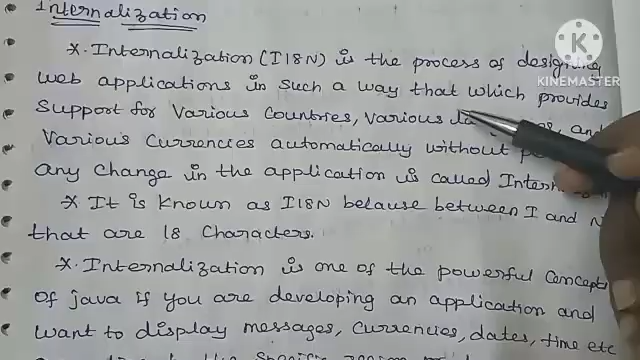 Internalization
*. Internalization (I18N) is the process of designing
web applications in such a way that which provides
Support for Various Countries, Various and
Various Currencies automatically without
any Change in the application is called
* It is known as I18N because between I and N
that are 18 Characters.
*. Internalization is one of the powerful concept
of java if you are developing an application and
want to display messages, Currencies, dates, time etc
KINEMASTER